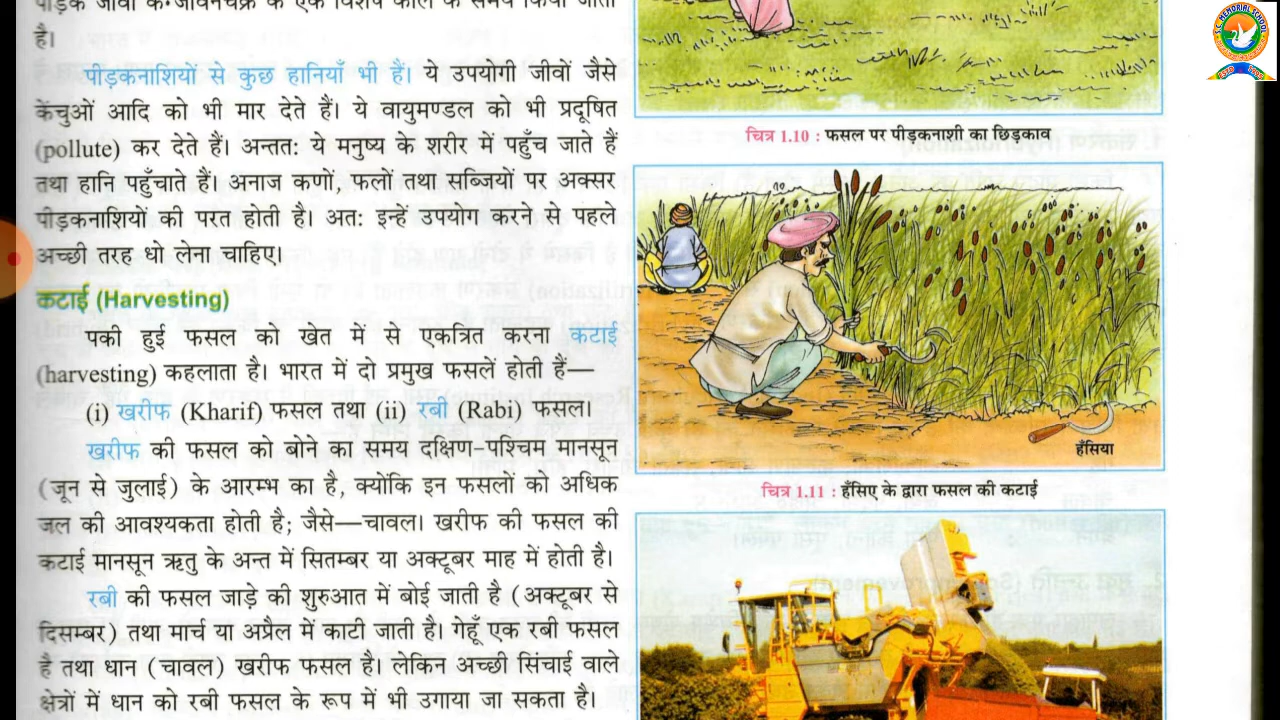 है।
पीड़कनाशियों से कुछ हानियाँ भी हैं। ये उपयोगी जीवों जैसे
केंचुओं आदि को भी मार देते हैं। ये वायुमण्डल को भी प्रदूषित
(pollute) कर देते हैं। अन्ततः ये मनुष्य के शरीर में पहुँच जाते हैं
तथा हानि पहुँचाते हैं। अनाज कणों, फलों तथा सब्जियों पर अक्सर
पीड़कनाशियों की परत होती है। अतः इन्हें उपयोग करने से पहले
अच्छी तरह धो लेना चाहिए।
कटाई (Harvesting)
पकी हुई फसल को खेत में से एकत्रित करना कटाई
(harvesting) कहलाता है। भारत में दो प्रमुख फसलें होती हैं—
(i) खरीफ (Kharif) फसल तथा (ii) रबी (Rabi) फसल।
खरीफ की फसल को बोने का समय दक्षिण-पश्चिम मानसून
(जून से जुलाई) के आरम्भ का है, क्योंकि इन फसलों को अधिक
जल की आवश्यकता होती है; जैसे—चावल। खरीफ की फसल की
कटाई मानसून ऋतु के अन्त में सितम्बर या अक्टूबर माह में होती है।
रबी की फसल जाड़े की शुरुआत में बोई जाती है (अक्टूबर से
दिसम्बर) तथा मार्च या अप्रैल में काटी जाती है। गेहूँ एक रबी फसल
है तथा धान (चावल) ख़रीफ फसल है। लेकिन अच्छी सिंचाई वाले
क्षेत्रों में धान को रबी फसल के रूप में भी उगाया जा सकता है।
चित्र 1.10 : फसल पर पीड़कनाशी का छिड़काव
हँसिया
चित्र 1.11 : हँसिए के द्वारा फसल की कटाई
S.C. MEMORIAL SCHOOL